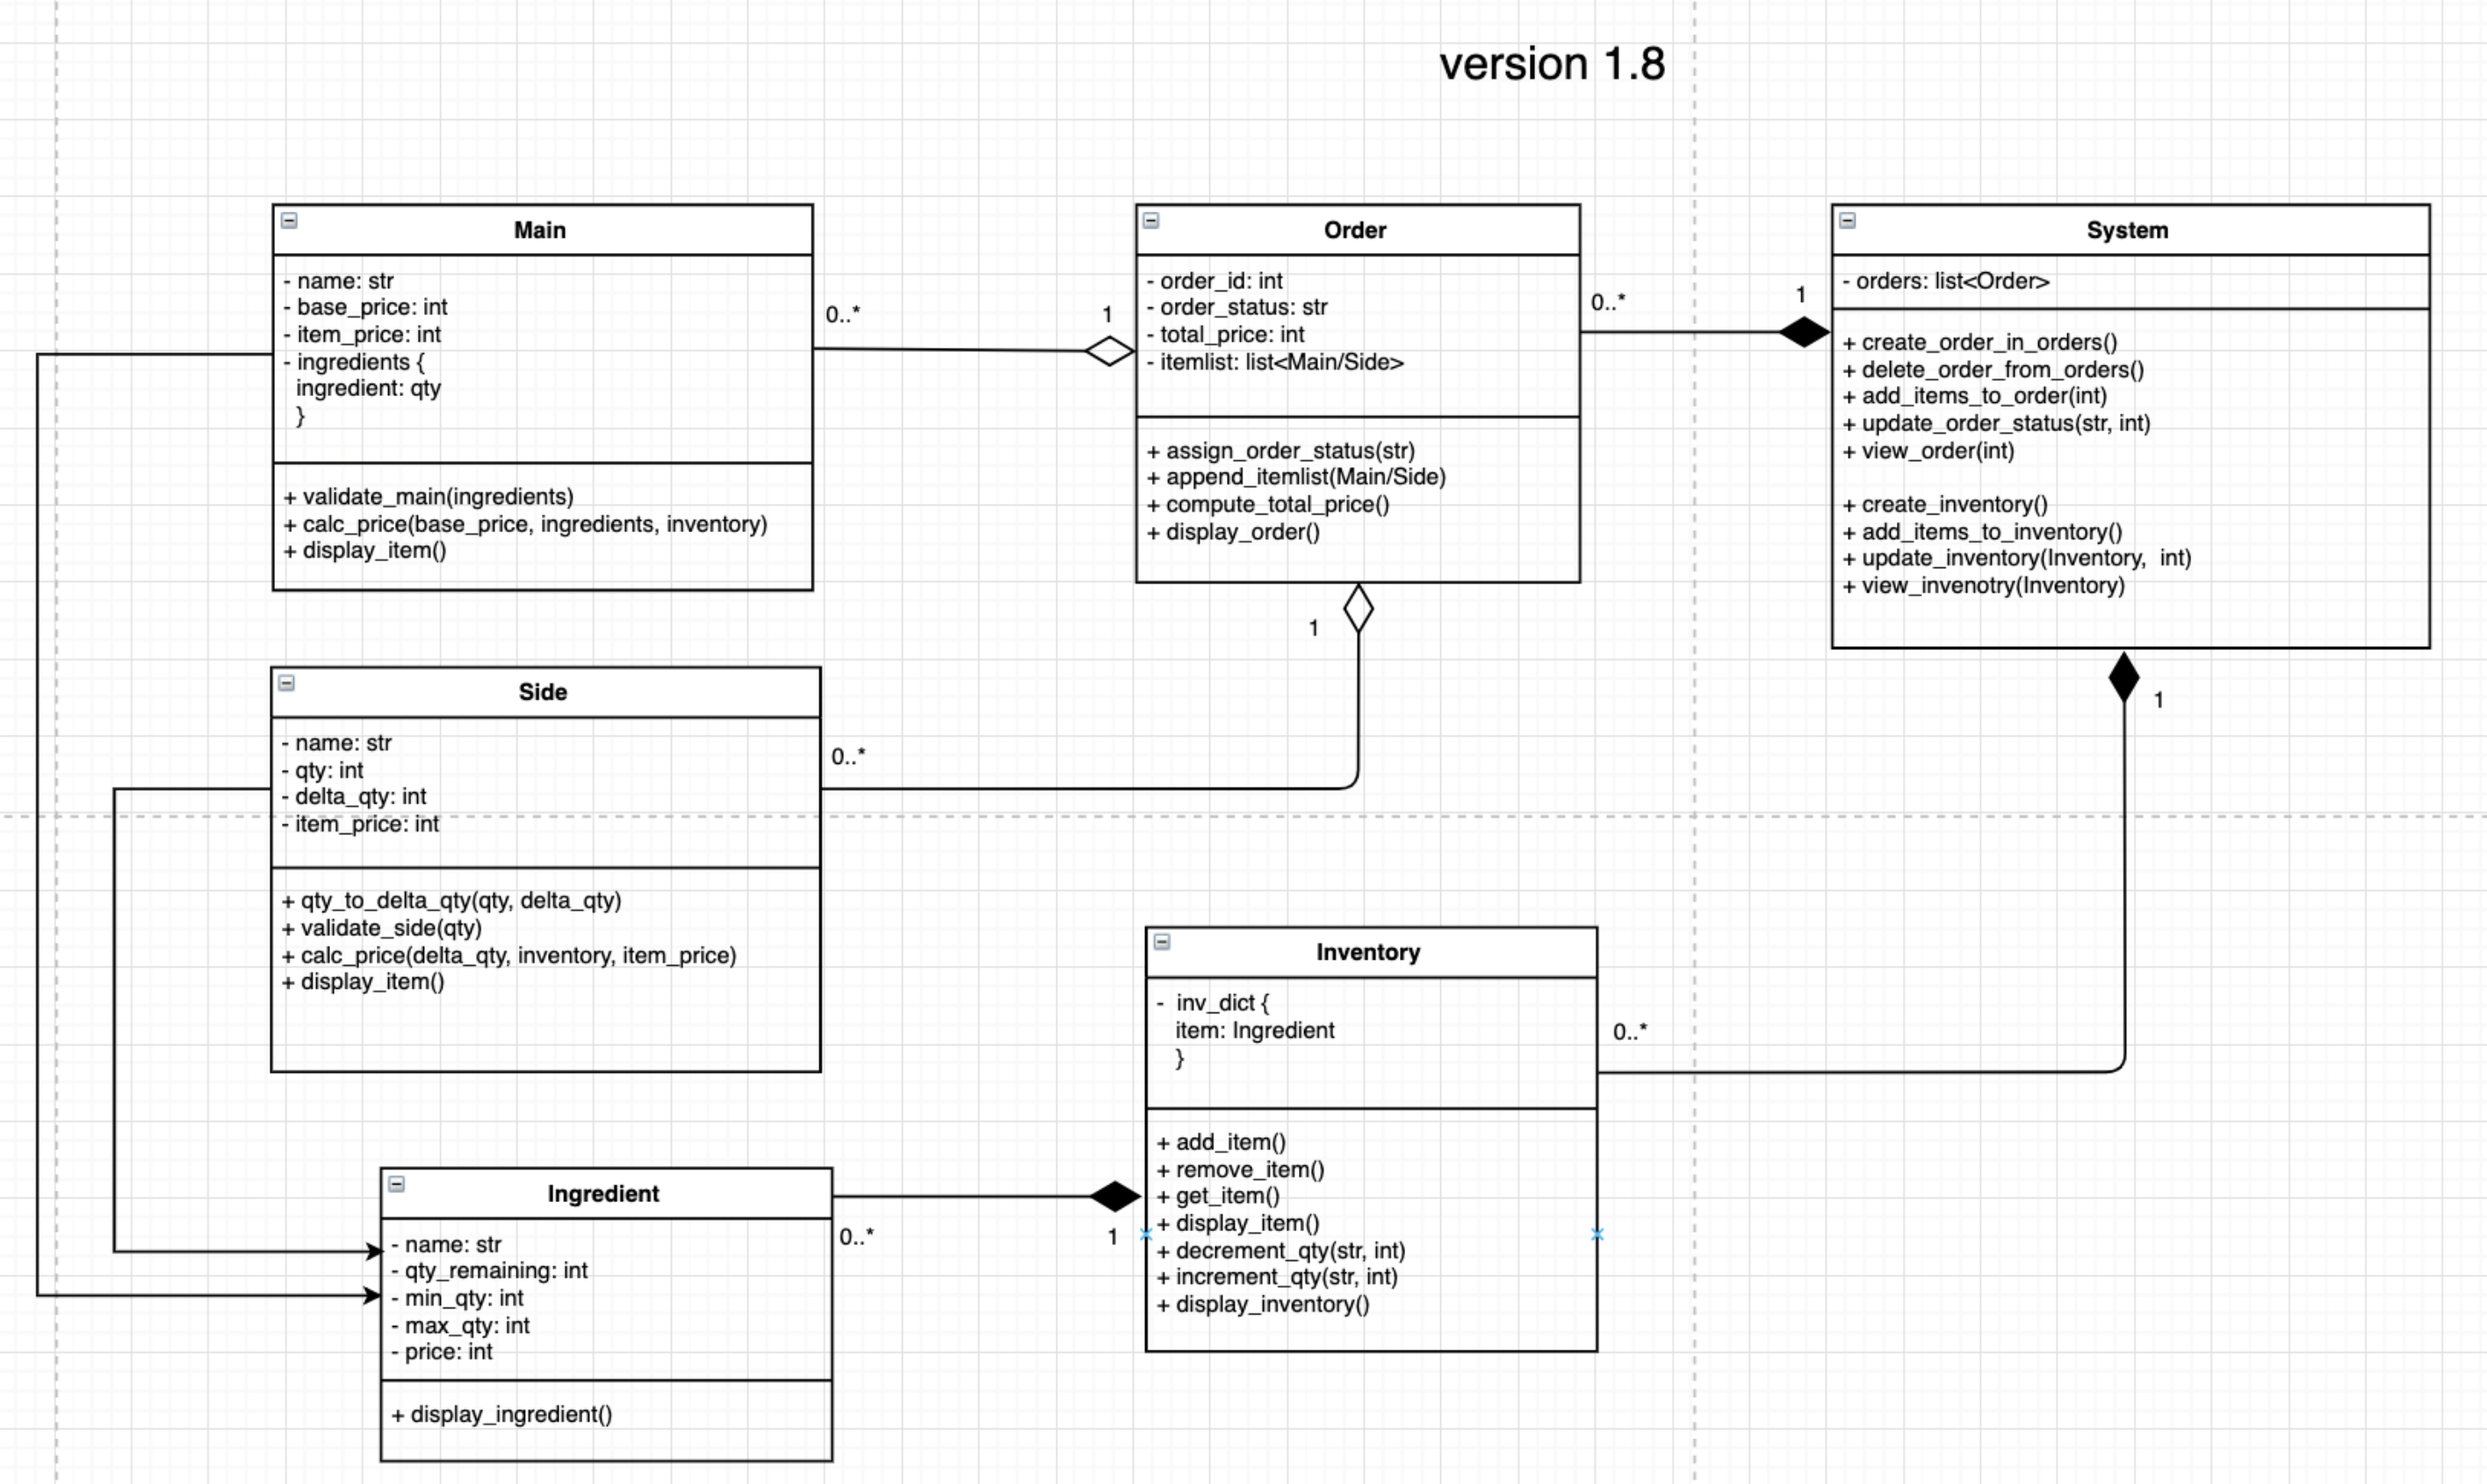 version 1.8
Main
- name: str
- base_price: int
- item_price: int
- ingredients {
ingredient: qty
}
+ validate_main(ingredients)
+ calc_price(base_price, ingredients, inventory)
+ display_item()
0..*
1
Order
- order_id: int
- order_status: str
- total_price: int
- itemlist: list<Main/Side>
+ assign_order_status(str)
+ append_itemlist(Main/Side)
+ compute_total_price()
+ display_order()
0..*
1
System
- orders: list<Order>
+ create_order_in_orders()
+ delete_order_from_orders()
+ add_items_to_order(int)
+ update_order_status(str, int)
+ view_order(int)
+ create_inventory()
+ add_items_to_inventory()
+ update_inventory(Inventory,  int)
+ view_invenotry(Inventory)
1
1
Side
- name: str
- qty: int
- delta_qty: int
- item_price: int
+ qty_to_delta_qty(qty, delta_qty)
+ validate_side(qty)
+ calc_price(delta_qty, inventory, item_price)
+ display_item()
0..*
Inventory
- inv_dict {
item: Ingredient
}
+ add_item()
+ remove_item()
+ get_item()
+ display_item()
+ decrement_qty(str, int)
+ increment_qty(str, int)
+ display_inventory()
0..*
Ingredient
- name: str
- qty_remaining: int
- min_qty: int
- max_qty: int
- price: int
+ display_ingredient()
0..*
1